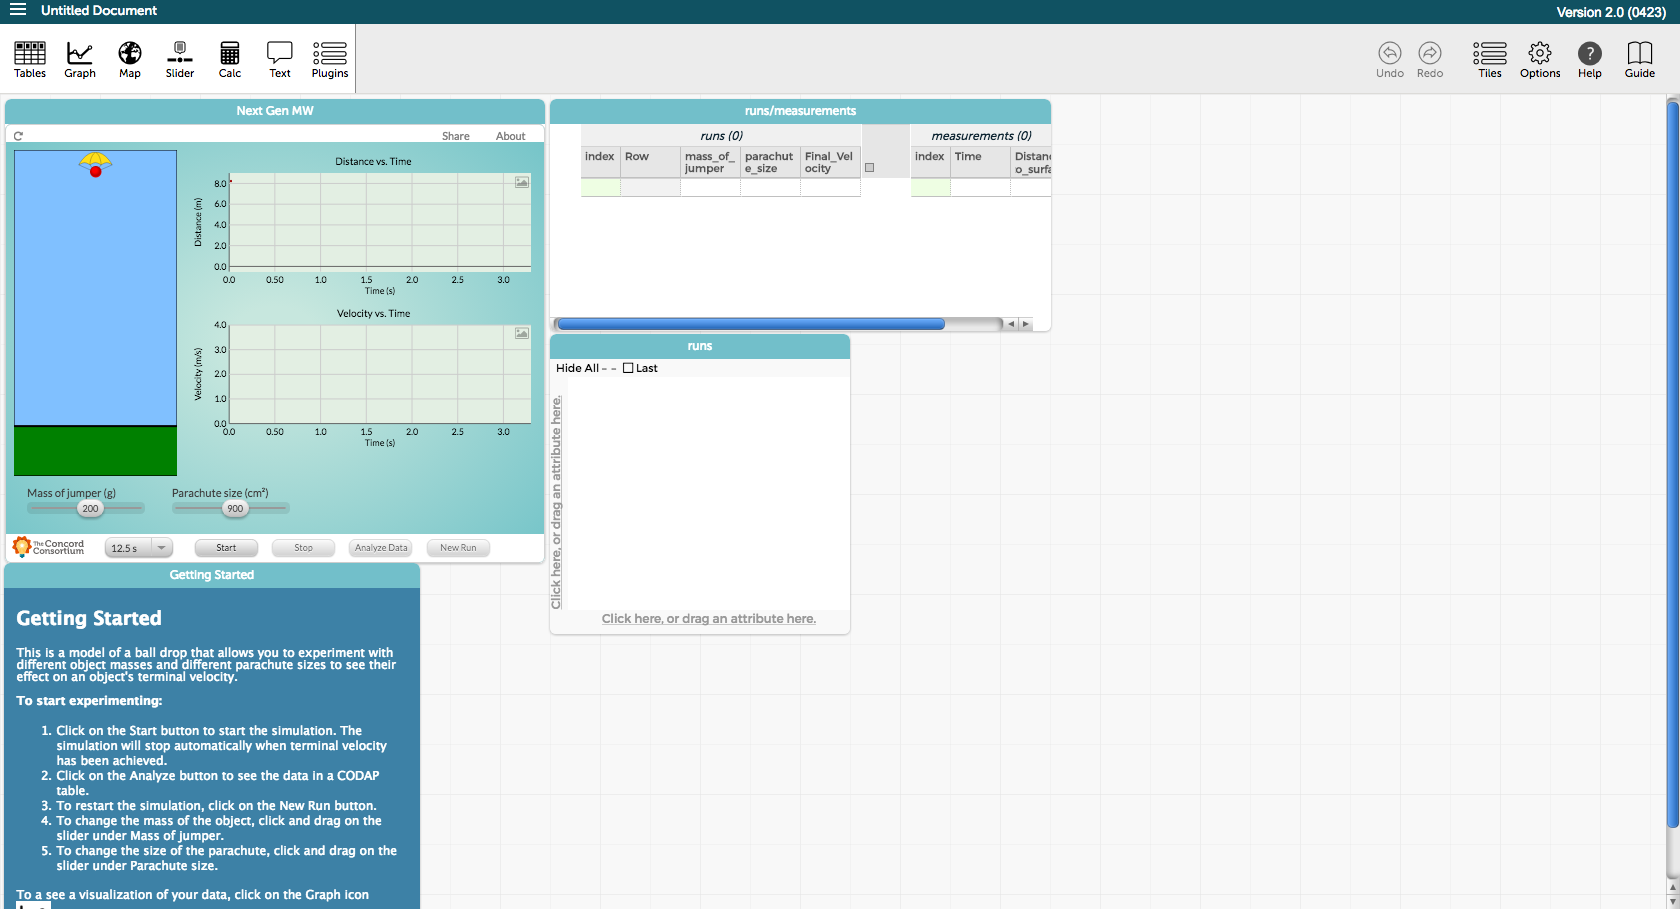 Untitled Document
Version 2.0 (0423)
Tables
Graph
Map
Slider
Calc
Text
Plugins
Undo
Redo
Tiles
Options
Help
Guide
Next Gen MW
Share
About
Distance vs. Time
Distance (m)
8.0
6.0
4.0
2.0
0.0
0.0 0.50 1.0 1.5 2.0 2.5 3.0
Time (s)
Velocity vs. Time
Velocity (m/s)
4.0
3.0
2.0
1.0
0.0
0.0 0.50 1.0 1.5 2.0 2.5 3.0
Time (s)
Mass of jumper (g)
200
Parachute size (cm²)
900
The Concord
Consortium
12.5 s
Start
Stop
Analyze Data
New Run
runs/measurements
runs (0)
measurements (0)
index
Row
mass_of_
jumper
parachut
e_size
Final_Vel
ocity
index
Time
Distanc
o_surfa
runs
Hide All - - Last
Click here, or drag an attribute here.
Click here, or drag an attribute here.
Getting Started
Getting Started
This is a model of a ball drop that allows you to experiment with
different object masses and different parachute sizes to see their
effect on an object's terminal velocity.
To start experimenting:
1. Click on the Start button to start the simulation. The
simulation will stop automatically when terminal velocity
has been achieved.
2. Click on the Analyze button to see the data in a CODAP
table.
3. To restart the simulation, click on the New Run button.
4. To change the mass of the object, click and drag on the
slider under Mass of jumper.
5. To change the size of the parachute, click and drag on the
slider under Parachute size.
To a see a visualization of your data, click on the Graph icon